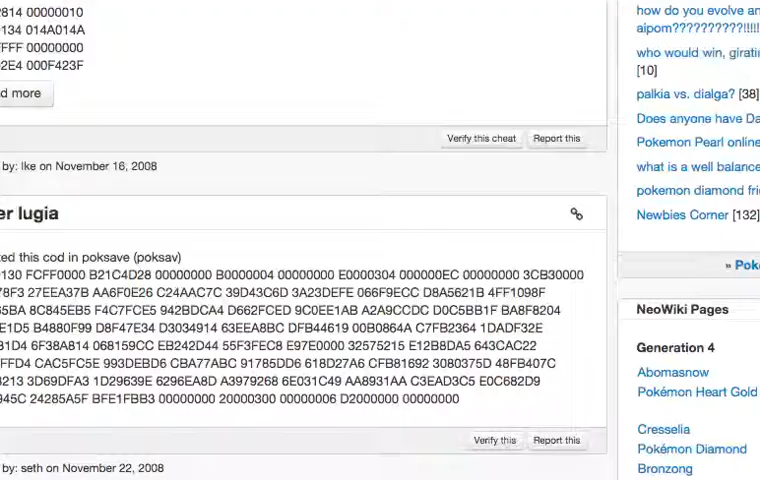 2814 00000010
134 014A014A
FFF 00000000
2E4 000F423F
d more
Verify this cheat
Report this
by: Ike on November 16, 2008
er lugia
ted this cod in poksave (poksav)
130 FCFF0000 B21C4D28 00000000 B0000004 00000000 E0000304 000000EC 00000000 3CB30000
78F3 27EEA37B AA6F0E26 C24AAC7C 39D43C6D 3A23DEFE 066F9ECC D8A5621B 4FF1098F
65BA 8C845EB5 F4C7FCE5 942BDCA4 D662FCED 9C0EE1AB A2A9CCDC D0C5BB1F BA8F8204
E1D5 B4880F99 D8F47E34 D3034914 63EEA8BC DFB44619 00B0864A C7FB2364 1DADF32E
B1D4 6F38A814 068159CC EB242D44 55F3FEC8 E97E0000 32575215 E12B8DA5 643CAC22
FFD4 CAC5FC5E 993DEBD6 CBA77ABC 91785DD6 618D27A6 CFB81692 3080375D 48FB407C
3213 3D69DFA3 1D29639E 6296EA8D A3979268 6E031C49 AA8931AA C3EAD3C5 E0C682D9
945C 24285A5F BFE1FBB3 00000000 20000300 00000006 D2000000 00000000
Verify this
Report this
by: seth on November 22, 2008
how do you evolve an
aipom??????????!!!!!
who would win, girati
[10]
palkia vs. dialga? [38]
Does anyone have Da
Pokemon Pearl online
what is a well balance
pokemon diamond frie
Newbies Corner [132]
» Pok
NeoWiki Pages
Generation 4
Abomasnow
Pokémon Heart Gold
Cresselia
Pokémon Diamond
Bronzong